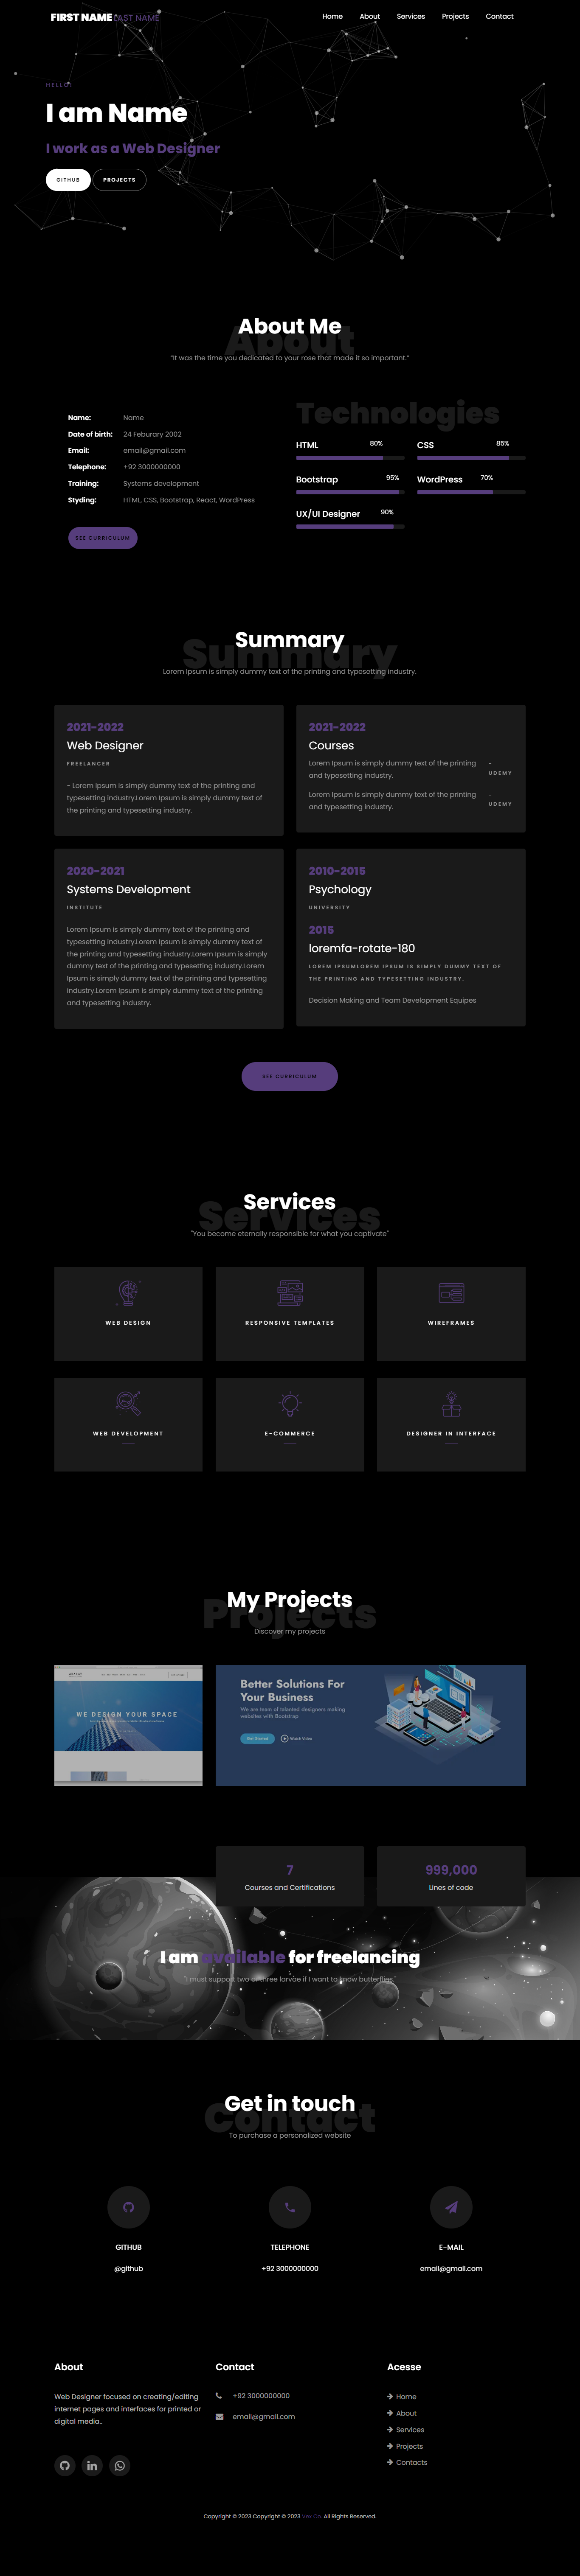 FIRST NAME LAST NAME
Home About Services Projects Contact
HELLO!
I am Name
I work as a Web Designer
GITHUB PROJECTS
About
About Me
"It was the time you dedicated to your rose that made it so important."
Name: Name
Date of birth: 24 Feburary 2002
Email: email@gmail.com
Telephone: +92 3000000000
Training: Systems development
Styding: HTML, CSS, Bootstrap, React, WordPress
SEE CURRICULUM
Technologies
HTML 80% CSS 85%
Bootstrap 95% WordPress 70%
UX/UI Designer 90%
Summary
Summary
Lorem Ipsum is simply dummy text of the printing and typesetting industry.
2021-2022
Web Designer
FREELANCER
- Lorem Ipsum is simply dummy text of the printing and
typesetting industry.Lorem Ipsum is simply dummy text of
the printing and typesetting industry.
2021-2022
Courses
Lorem Ipsum is simply dummy text of the printing -
and typesetting industry. UDEMY
Lorem Ipsum is simply dummy text of the printing -
and typesetting industry. UDEMY
2020-2021
Systems Development
INSTITUTE
Lorem Ipsum is simply dummy text of the printing and
typesetting industry.Lorem Ipsum is simply dummy text of
the printing and typesetting industry.Lorem Ipsum is simply
dummy text of the printing and typesetting industry.Lorem
Ipsum is simply dummy text of the printing and typesetting
industry.Lorem Ipsum is simply dummy text of the printing
and typesetting industry.
2010-2015
Psychology
UNIVERSITY
2015
loremfa-rotate-180
LOREM IPSUMLOREM IPSUM IS SIMPLY DUMMY TEXT OF
THE PRINTING AND TYPESETTING INDUSTRY.
Decision Making and Team Development Equipes
SEE CURRICULUM
Services
Services
"You become eternally responsible for what you captivate"
WEB DESIGN
RESPONSIVE TEMPLATES
WIREFRAMES
WEB DEVELOPMENT
E-COMMERCE
DESIGNER IN INTERFACE
Projects
My Projects
Discover my projects
WE DESIGN YOUR SPACE
Better Solutions For
Your Business
We are team of talented designers making
websites with Bootstrap
Get Started Watch Video
7
Courses and Certifications
999,000
Lines of code
I am available for freelancing
"I must support two or three larvae if I want to know butterflies."
Contact
Get in touch
To purchase a personalized website
GITHUB
@github
TELEPHONE
+92 3000000000
E-MAIL
email@gmail.com
About
Web Designer focused on creating/editing
internet pages and interfaces for printed or
digital media..
Contact
+92 3000000000
email@gmail.com
Acesse
Home
About
Services
Projects
Contacts
Copyright © 2023 Copyright © 2023 All Rights Reserved.